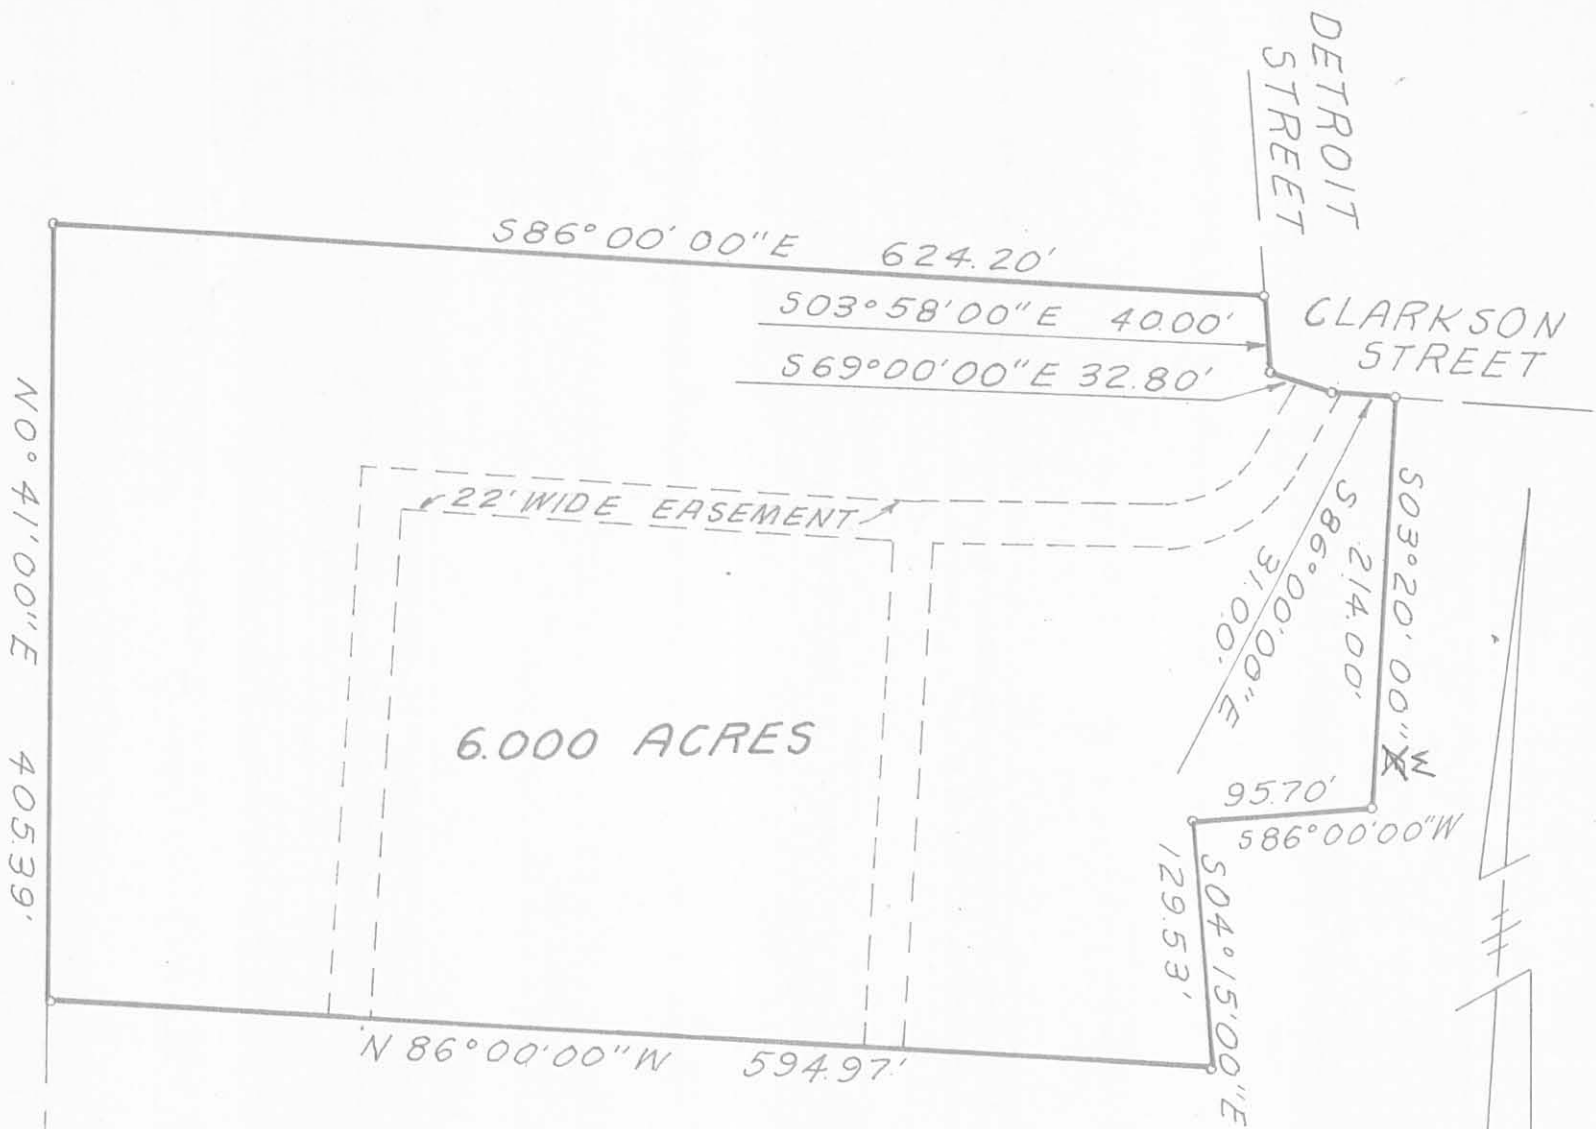 DETROIT
STREET
S86°00'00"E 624.20'
S03°58'00"E 40.00'
CLARKSON
STREET
S69°00'00"E 32.80'
22' WIDE EASEMENT
N0°41'00"E 405.39'
S86°00'00"E
31.00'
214.00'
S03°20'00"W
6.000 ACRES
95.70'
S86°00'00"W
S04°15'00"E
129.53'
N 86°00'00"W 594.97'